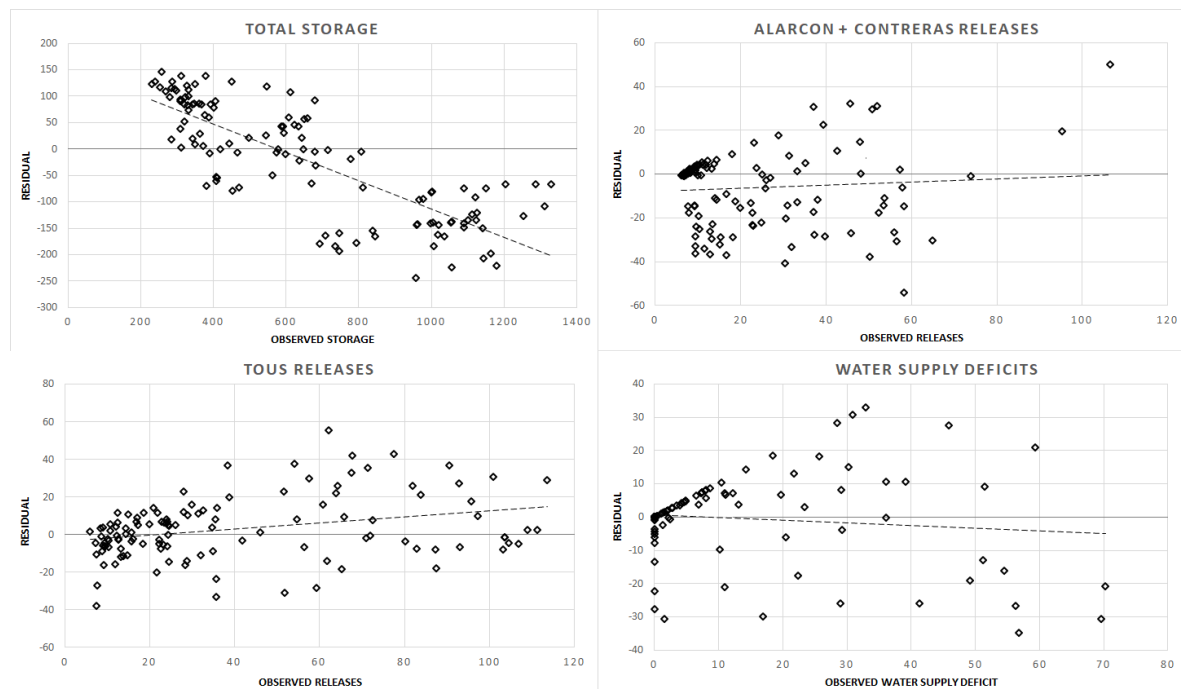 TOTAL STORAGE
200
150
100
50
0
-50
-100
-150
-200
-250
-300
RESIDUAL
0 200 400 600 800 1000 1200 1400
OBSERVED STORAGE
ALARCON + CONTRERAS RELEASES
60
40
20
0
-20
-40
-60
RESIDUAL
0 20 40 60 80 100 120
OBSERVED RELEASES
TOUS RELEASES
80
60
40
20
0
-20
-40
-60
RESIDUAL
0 20 40 60 80 100 120
OBSERVED RELEASES
WATER SUPPLY DEFICITS
40
30
20
10
0
-10
-20
-30
-40
RESIDUAL
0 10 20 30 40 50 60 70 80
OBSERVED WATER SUPPLY DEFICIT